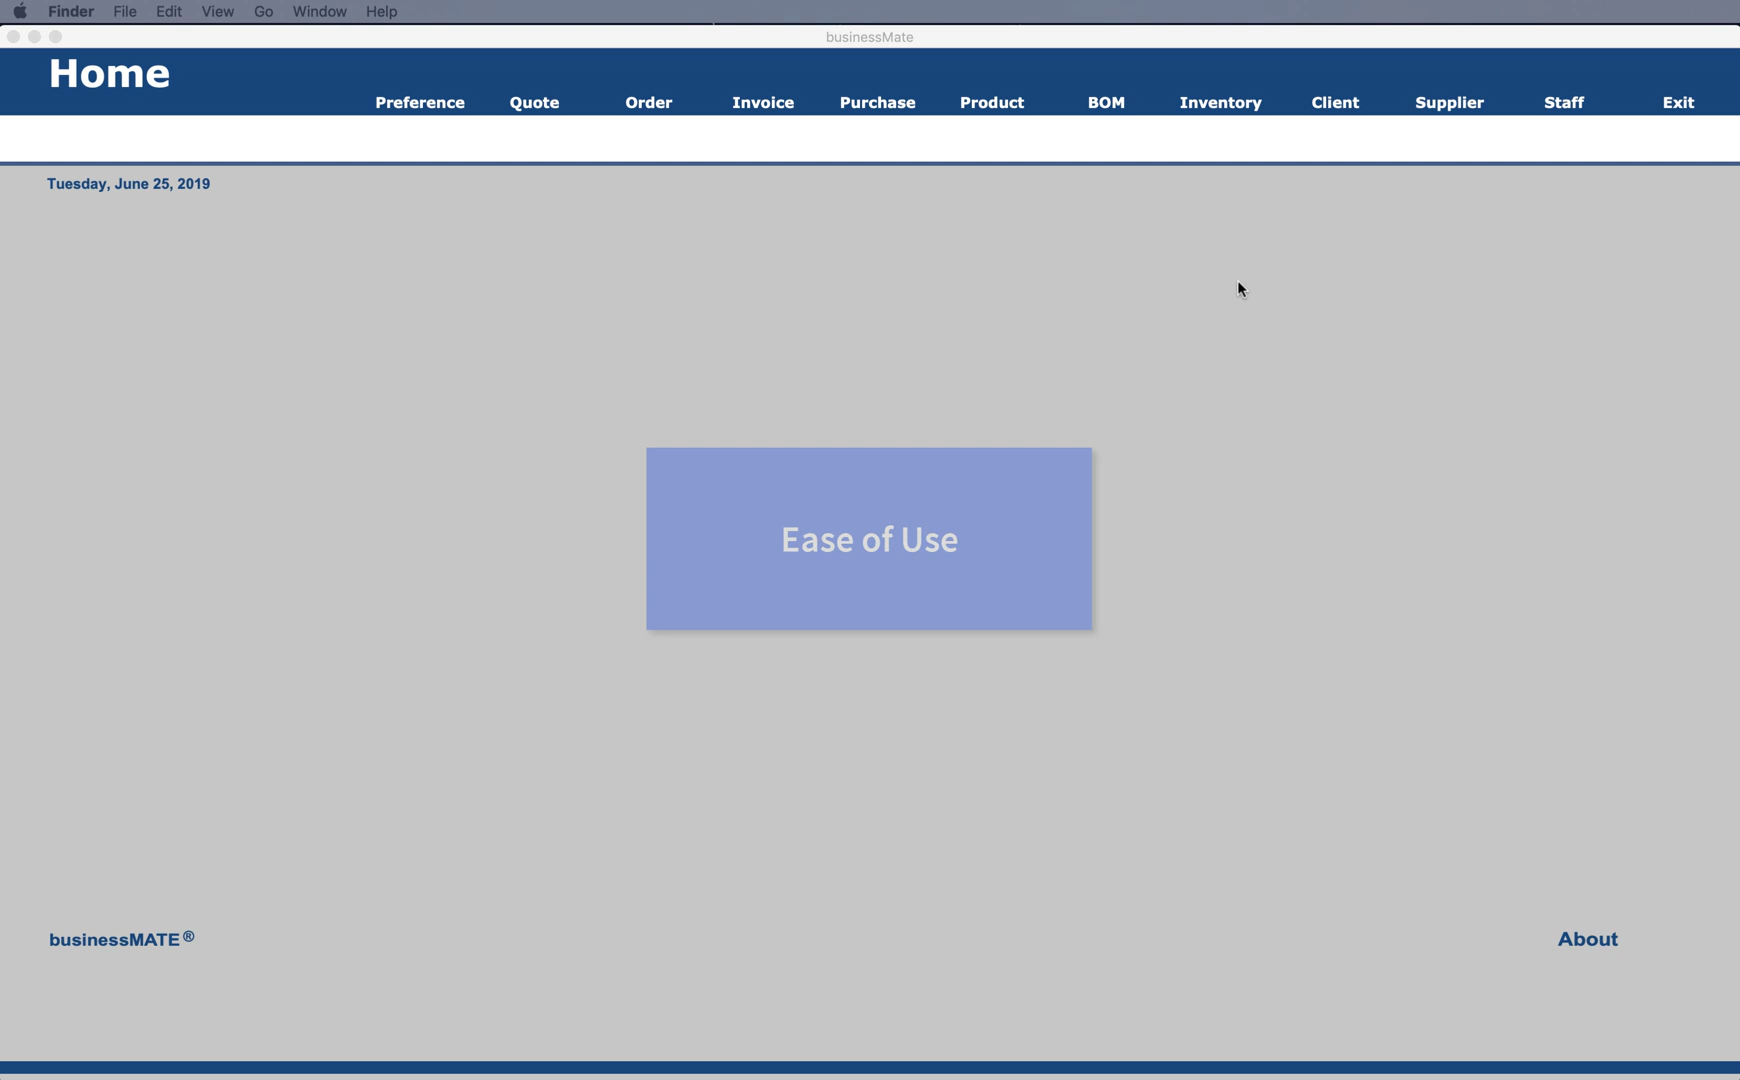 Finder File Edit View Go Window Help
businessMate
Home
Preference Quote Order Invoice Purchase Product BOM Inventory Client Supplier Staff Exit
Tuesday, June 25, 2019
Ease of Use
businessMATE®
About